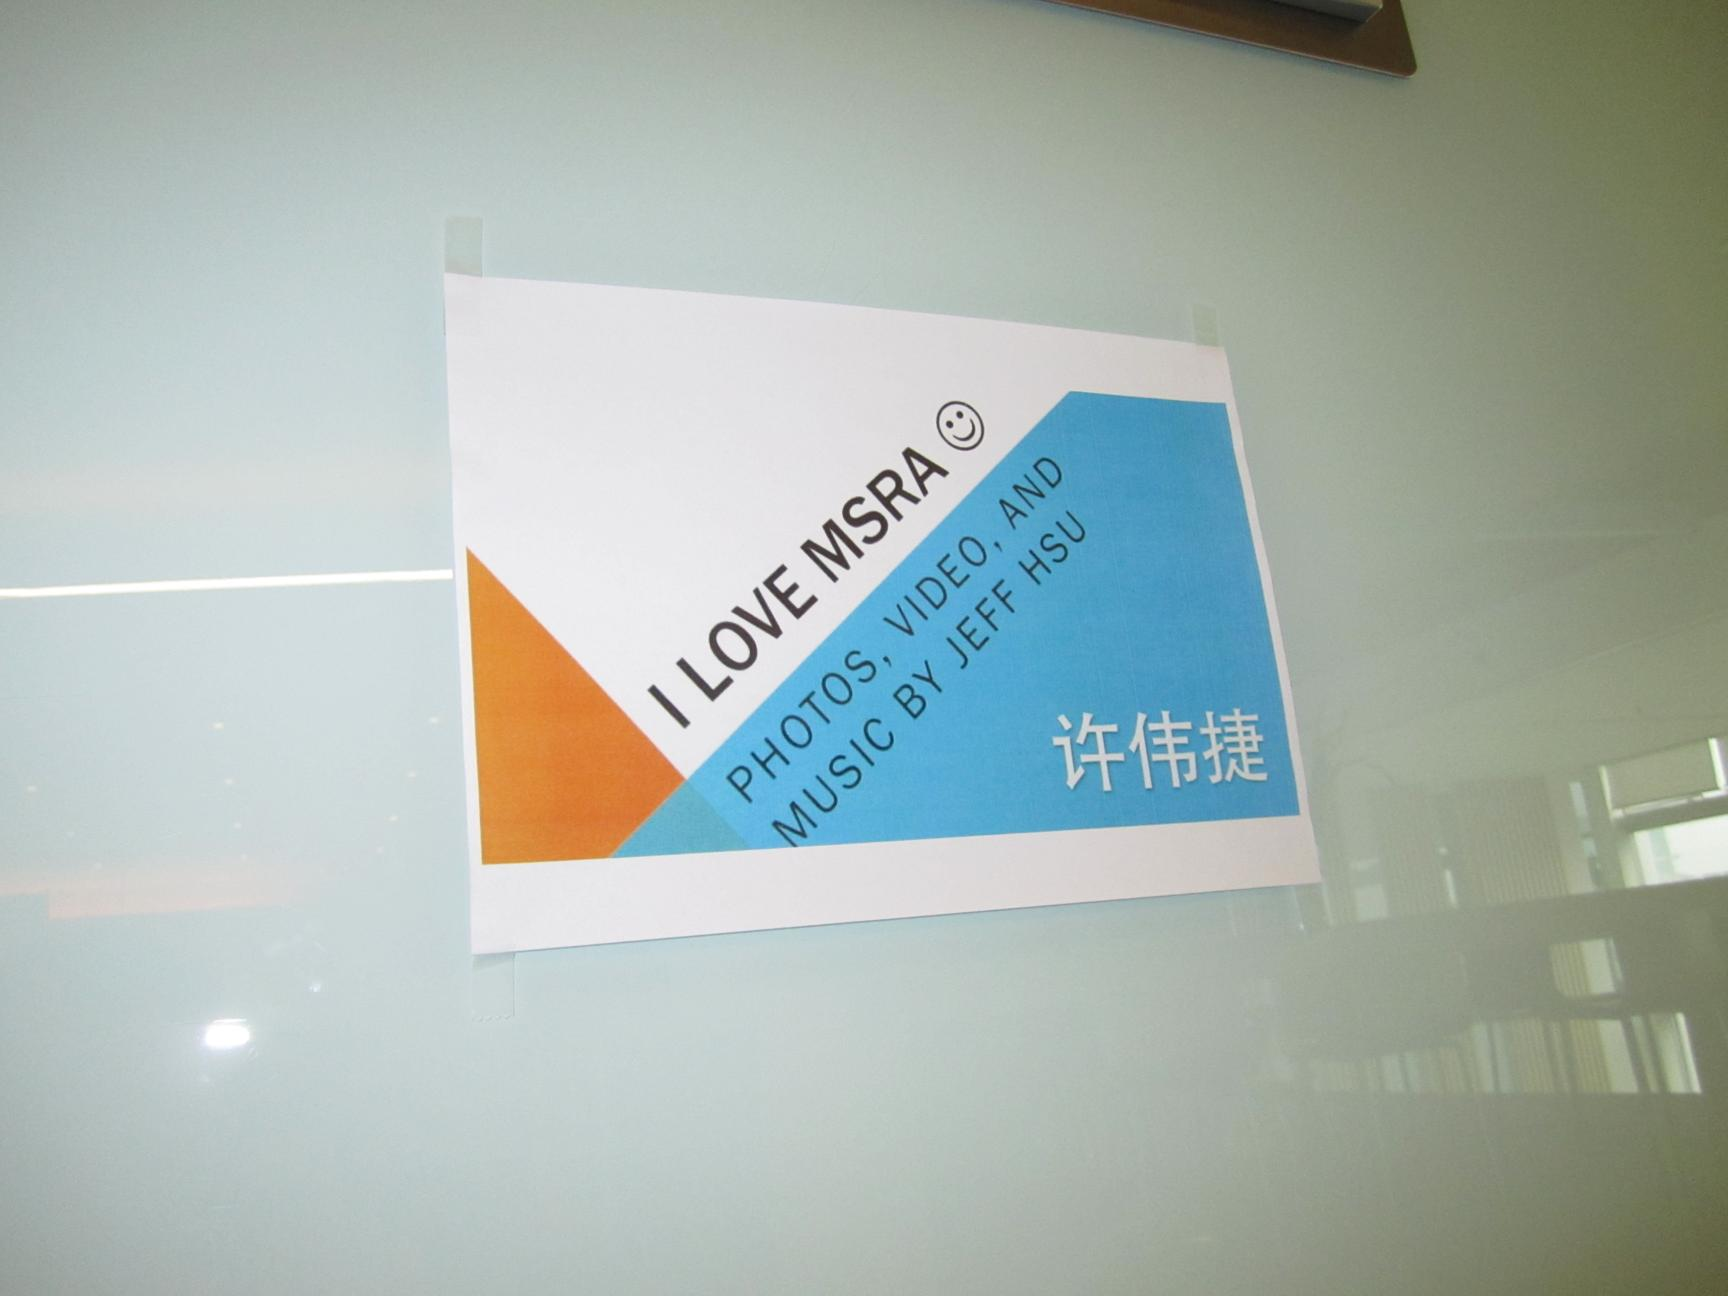 I LOVE MSRA ☺
PHOTOS, VIDEO, AND
MUSIC BY JEFF HSU
许伟捷